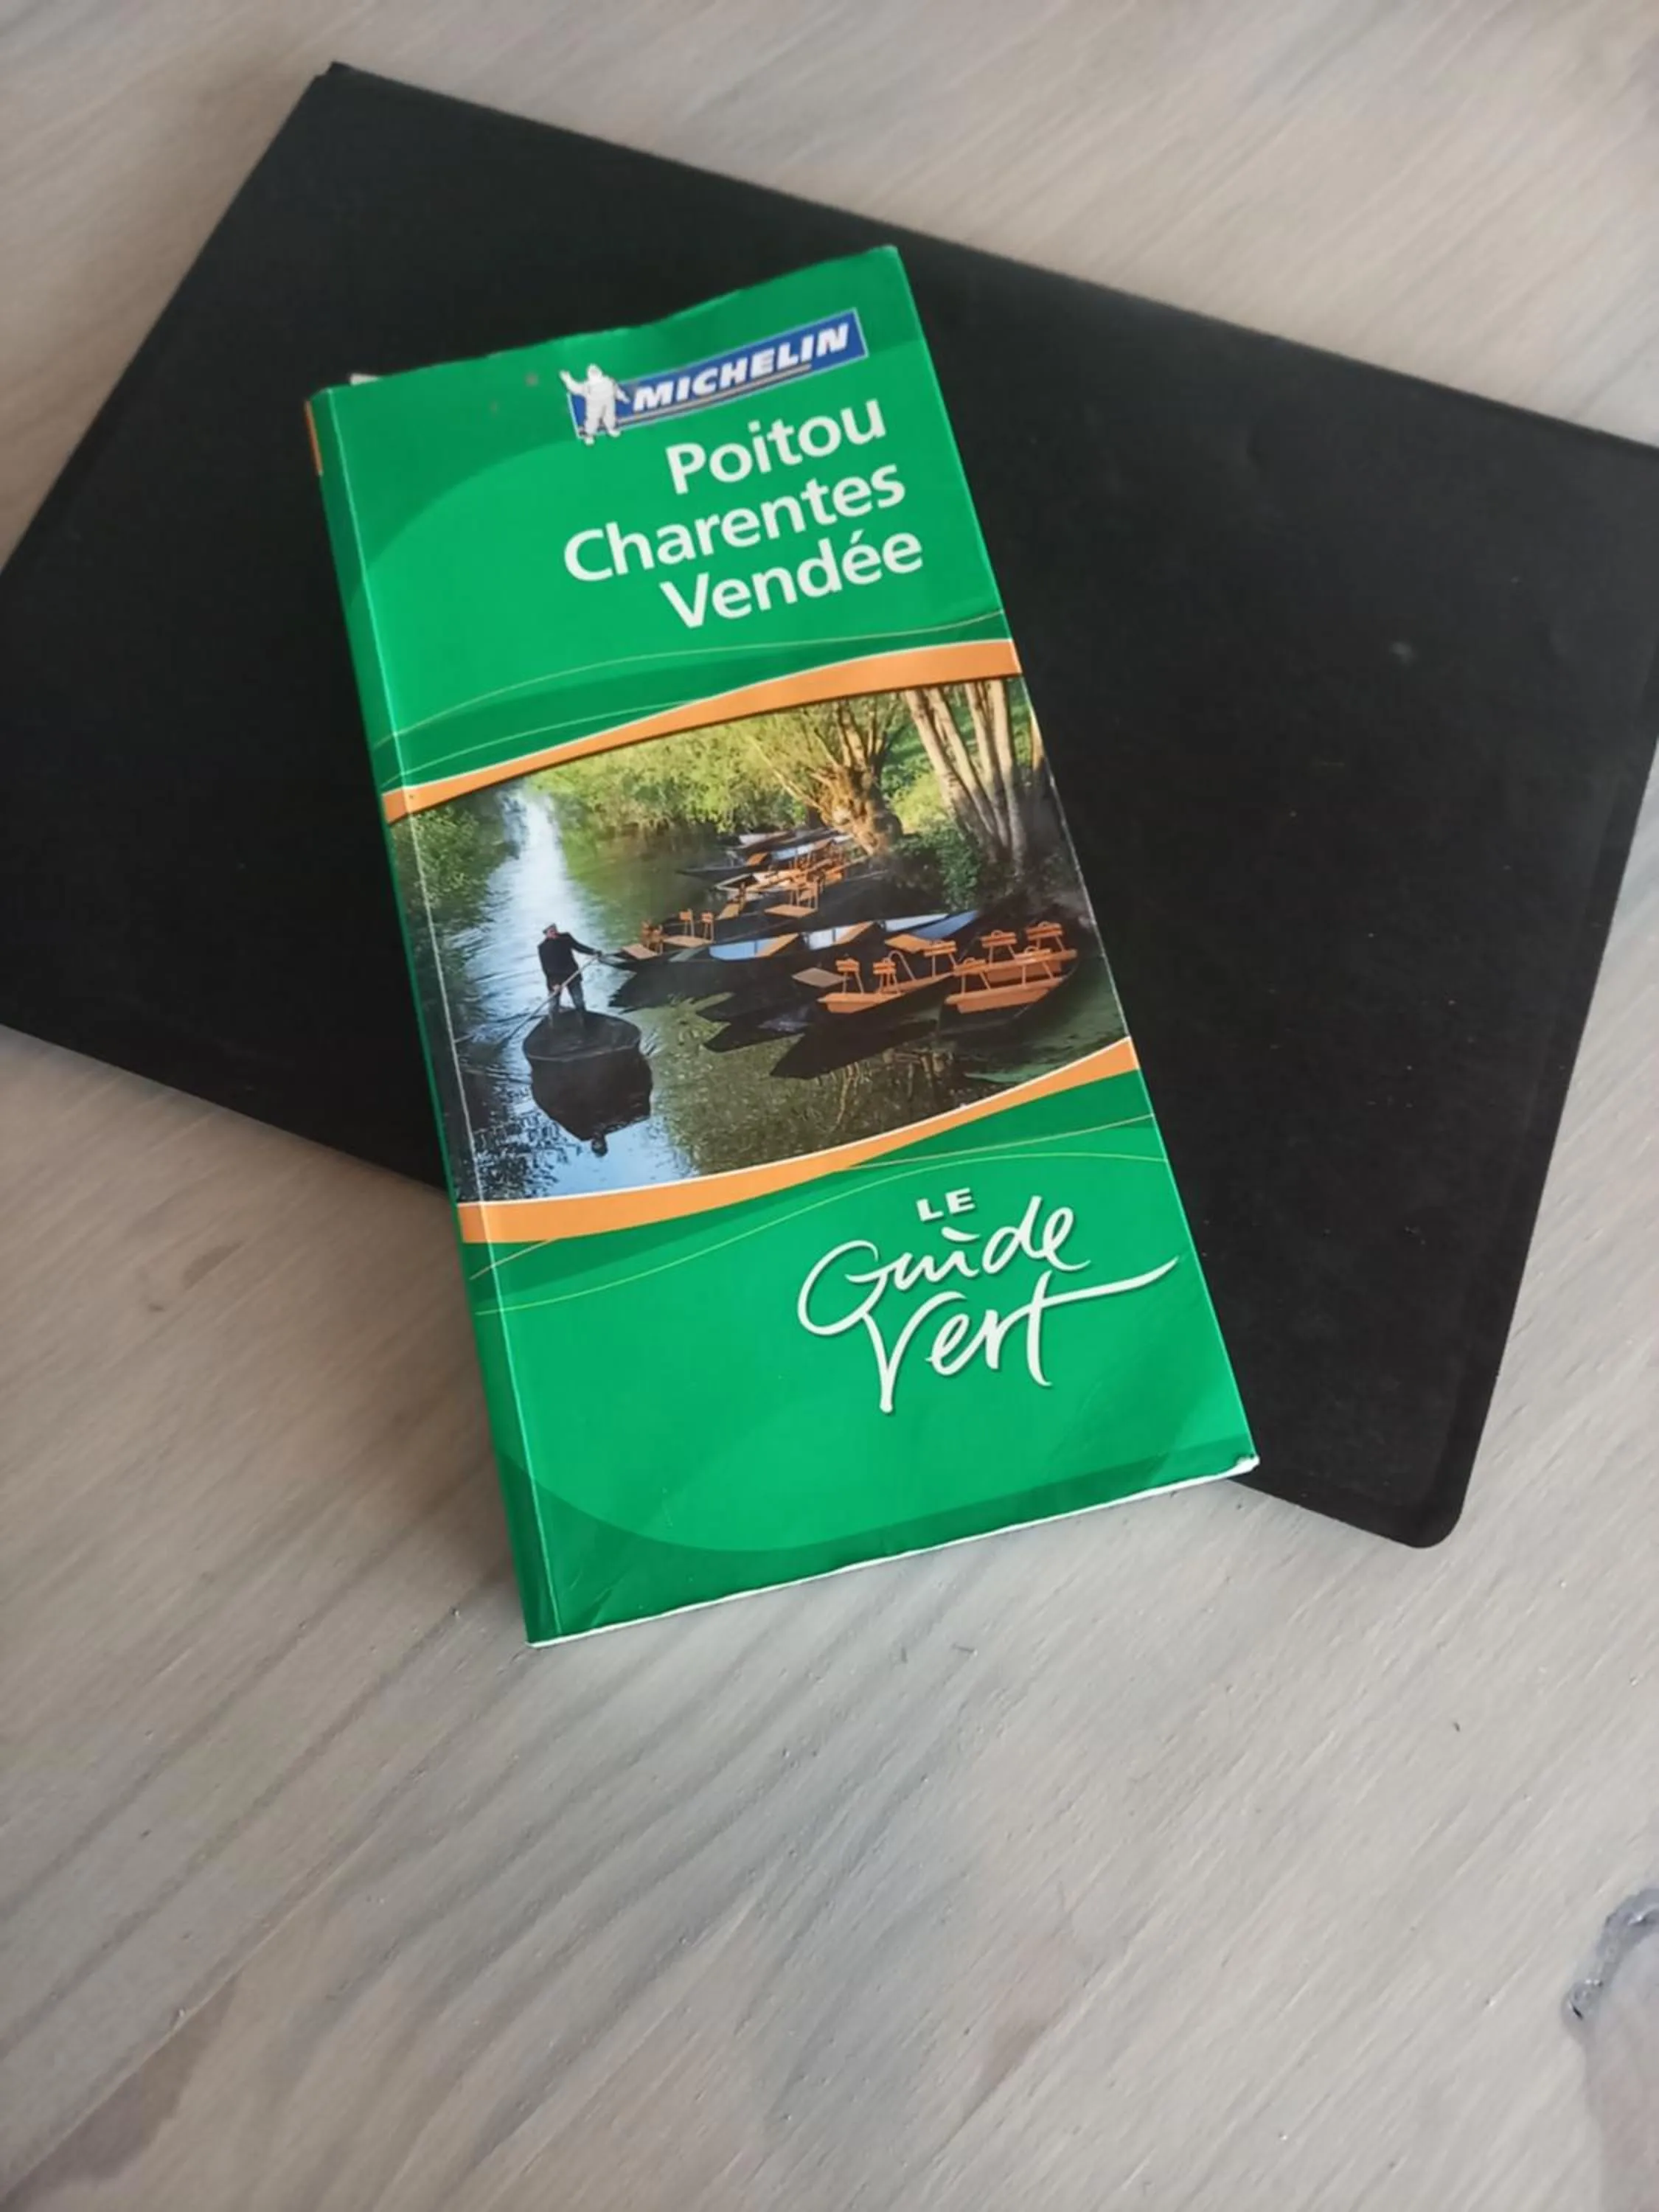 MICHELIN
Poitou
Charentes
Vendée
LE
Guide
Vert